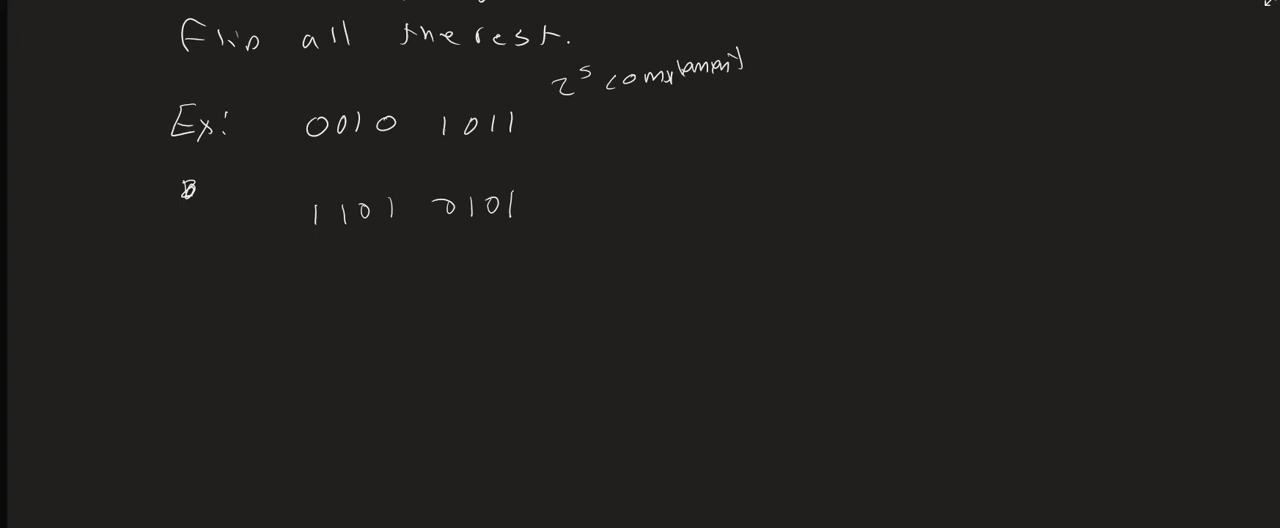 Flip all the rest.
2s complement
Ex: 0010 1011
1101 0101